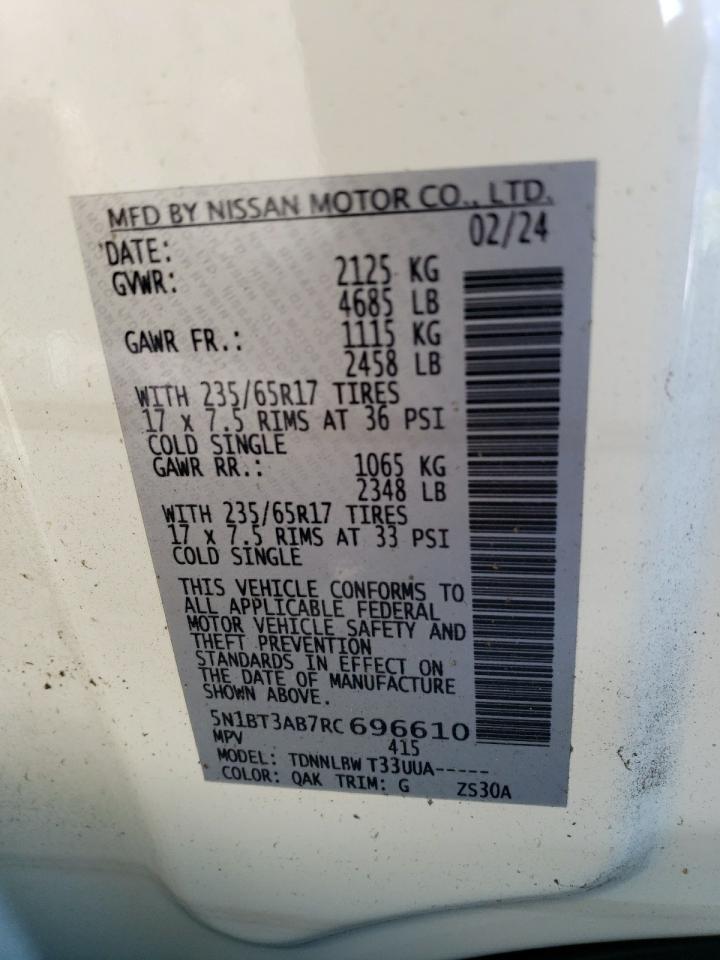 MFD BY NISSAN MOTOR CO., LTD.
DATE: 02/24
GVWR: 2125 KG
4685 LB
GAWR FR.: 1115 KG
2458 LB
WITH 235/65R17 TIRES
17 x 7.5 RIMS AT 36 PSI
COLD SINGLE
GAWR RR.: 1065 KG
2348 LB
WITH 235/65R17 TIRES
17 x 7.5 RIMS AT 33 PSI
COLD SINGLE
THIS VEHICLE CONFORMS TO
ALL APPLICABLE FEDERAL
MOTOR VEHICLE SAFETY AND
THEFT PREVENTION
STANDARDS IN EFFECT ON
THE DATE OF MANUFACTURE
SHOWN ABOVE.
5N1BT3AB7RC696610
MPV 415
MODEL: TDNNLBW T33UUA-----
COLOR: QAK TRIM: G ZS30A